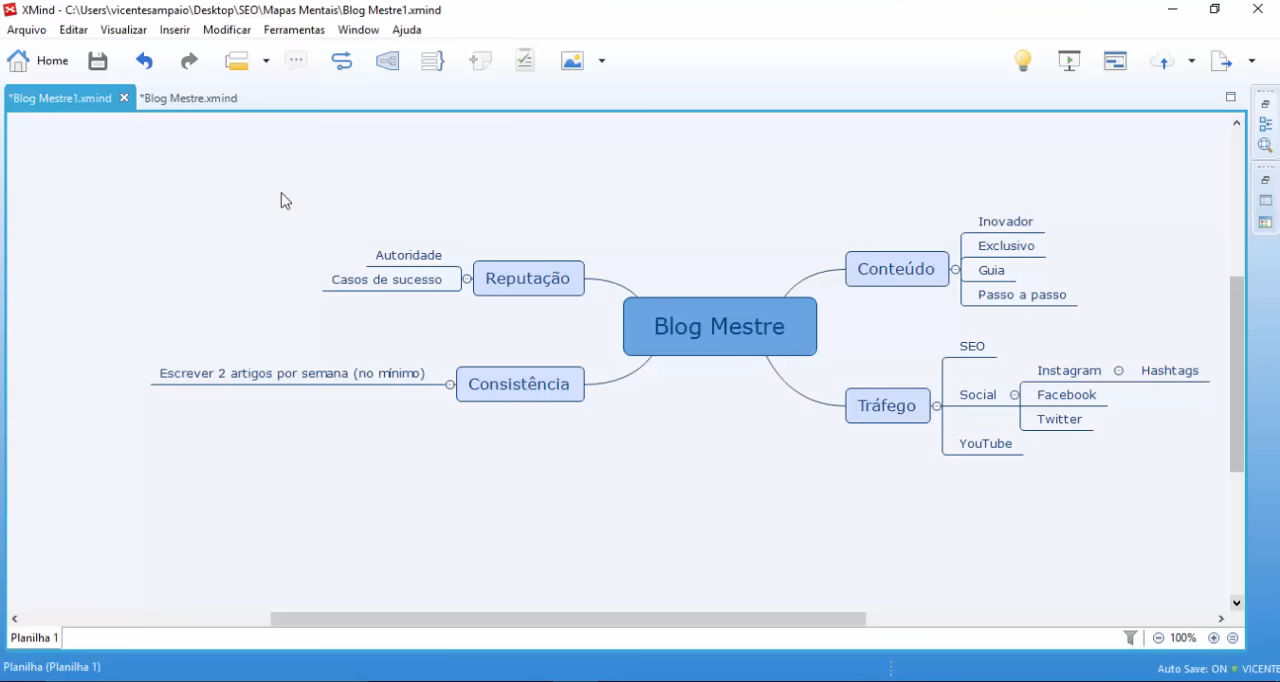 XMind - C:\Users\vicentesampaio\Desktop\SEO\Mapas Mentais\Blog Mestre1.xmind
Arquivo Editar Visualizar Inserir Modificar Ferramentas Window Ajuda
Home
*Blog Mestre1.xmind *Blog Mestre.xmind
Blog Mestre
Conteúdo
Inovador
Exclusivo
Guia
Passo a passo
Tráfego
SEO
Social
Instagram
Hashtags
Facebook
Twitter
YouTube
Reputação
Autoridade
Casos de sucesso
Consistência
Escrever 2 artigos por semana (no mínimo)
Planilha 1
100%
Planilha (Planilha 1)
Auto Save: ON VICENTE